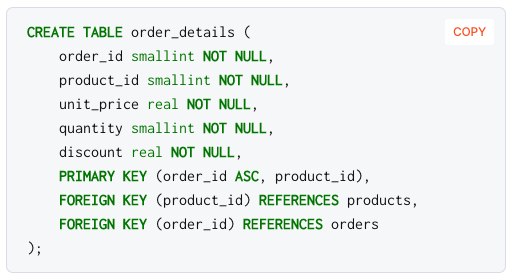 CREATE TABLE order_details (
COPY
    order_id smallint NOT NULL,
    product_id smallint NOT NULL,
    unit_price real NOT NULL,
    quantity smallint NOT NULL,
    discount real NOT NULL,
    PRIMARY KEY (order_id ASC, product_id),
    FOREIGN KEY (product_id) REFERENCES products,
    FOREIGN KEY (order_id) REFERENCES orders
);